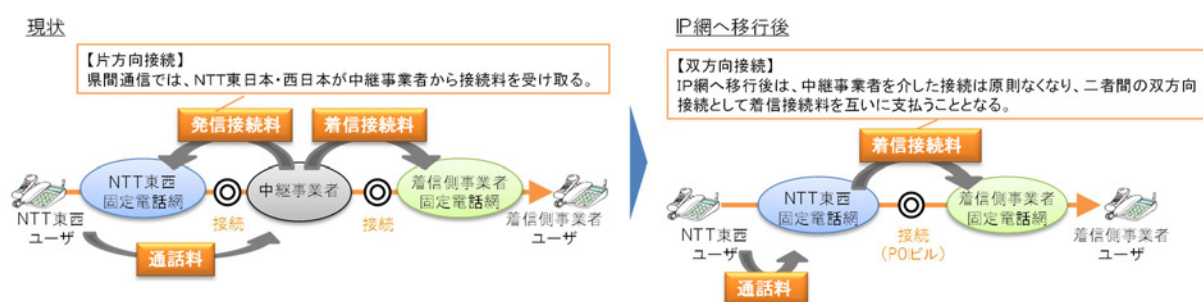 現状
【片方向接続】
県間通信では、NTT東日本・西日本が中継事業者から接続料を受け取る。
発信接続料
着信接続料
NTT東西
固定電話網
中継事業者
着信側事業者
固定電話網
接続
接続
NTT東西
ユーザ
着信側事業者
ユーザ
通話料
IP網へ移行後
【双方向接続】
IP網へ移行後は、中継事業者を介した接続は原則なくなり、二者間の双方向
接続として着信接続料を互いに支払うこととなる。
着信接続料
NTT東西
固定電話網
着信側事業者
固定電話網
接続
(POIビル)
NTT東西
ユーザ
着信側事業者
ユーザ
通話料